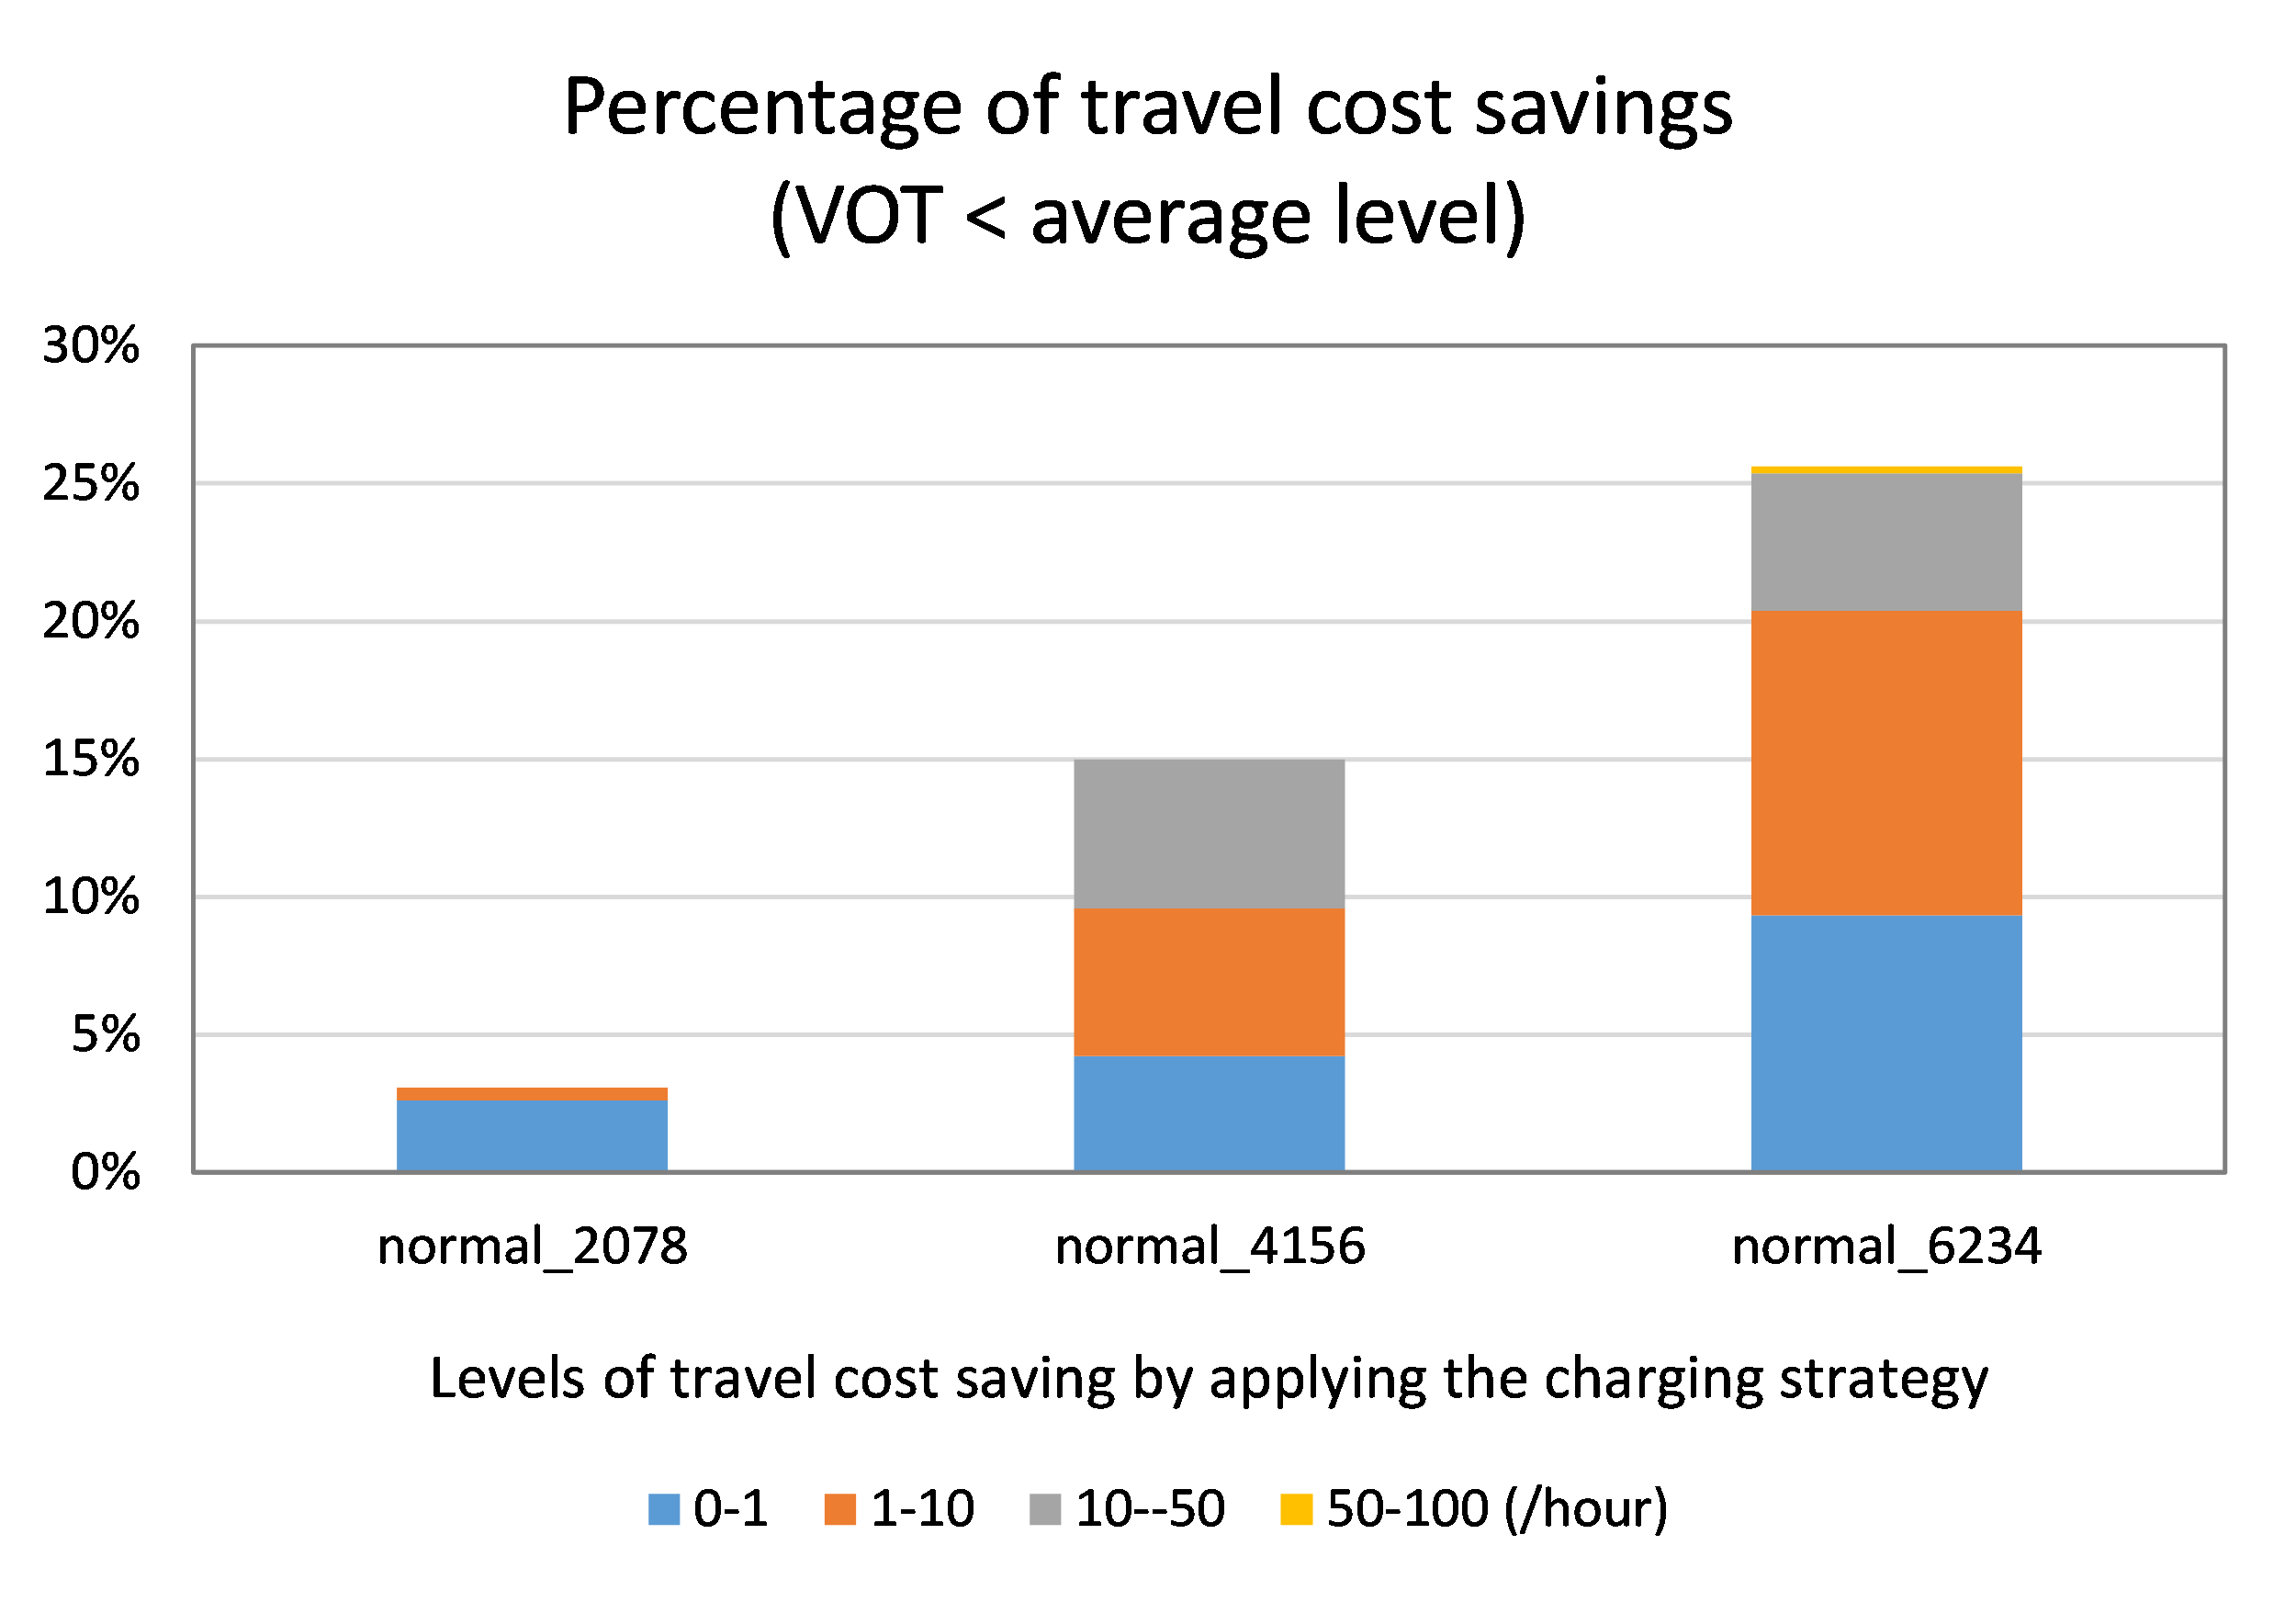 Percentage of travel cost savings
(VOT < average level)
30%
25%
20%
15%
10%
5%
0%
normal_2078 normal_4156 normal_6234
Levels of travel cost saving by applying the charging strategy
0-1 1-10 10--50 50-100 (/hour)